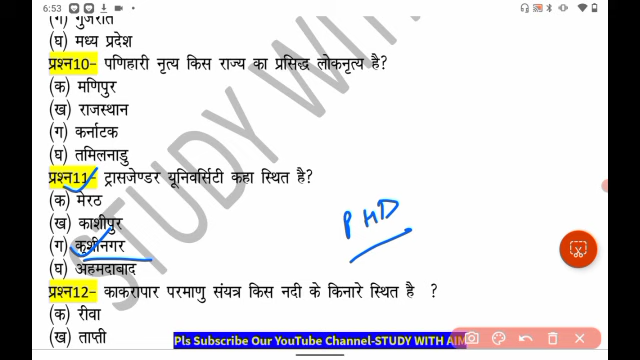 6:53
(ग) गुजरात
(घ) मध्य प्रदेश
प्रश्न10- पणिहारी नृत्य किस राज्य का प्रसिद्ध लोकनृत्य है?
(क) मणिपुर
(ख) राजस्थान
(ग) कर्नाटक
(घ) तमिलनाडु
प्रश्न11- ट्रासजेण्डर यूनिवर्सिटी कहा स्थित है?
(क) मेरठ
(ख) काशीपुर
PHD
(ग) कुशीनगर
(घ) अहमदाबाद
प्रश्न12- काकरापार परमाणु संयत्र किस नदी के किनारे स्थित है ?
(क) रीवा
(ख) ताप्ती
Pls Subscribe Our YouTube Channel-STUDY WITH AIM
STUDY WITH